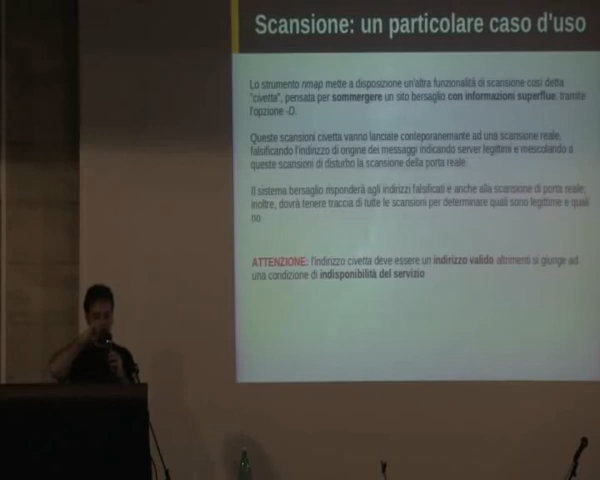 Scansione: un particolare caso d'uso
Lo strumento nmap mette a disposizione un'altra funzionalità di scansione così detta
"civetta", pensata per sommergere un sito bersaglio con informazioni superflue, tramite
l'opzione -D.
Queste scansioni civetta vanno lanciate conteporanemante ad una scansione reale,
falsificando l'indirizzo di origine dei messaggi indicando server legittimi e mescolando a
queste scansioni di disturbo la scansione della porta reale.
Il sistema bersaglio risponderà agli indirizzi falsificati e anche alla scansione di porta reale;
inoltre, dovrà tenere traccia di tutte le scansioni per determinare quali sono legittime e quali
no
ATTENZIONE: l'indirizzo civetta deve essere un indirizzo valido altrimenti si giunge ad
una condizione di indisponibilità del servizio